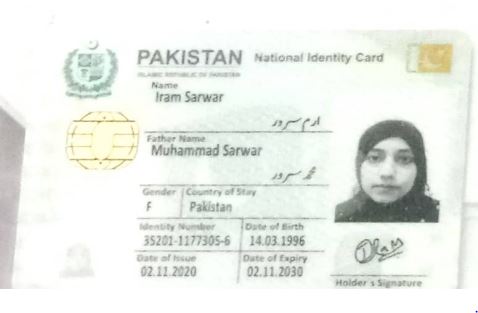 PAKISTAN National Identity Card
ISLAMIC REPUBLIC OF PAKISTAN
Name
Iram Sarwar
ارم سرور
Father Name
Muhammad Sarwar
محمد سرور
Gender Country of Stay
F Pakistan
Identity Number Date of Birth
35201-1177305-6 14.03.1996
Date of Issue Date of Expiry
02.11.2020 02.11.2030
Holder's Signature